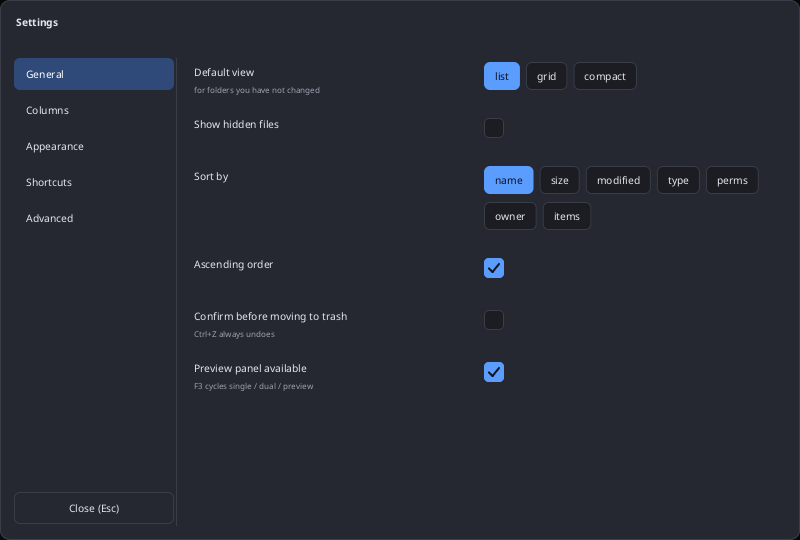 Settings
General
Columns
Appearance
Shortcuts
Advanced
Close (Esc)
Default view
for folders you have not changed
list grid compact
Show hidden files
Sort by
name size modified type perms
owner items
Ascending order
Confirm before moving to trash
Ctrl+Z always undoes
Preview panel available
F3 cycles single / dual / preview